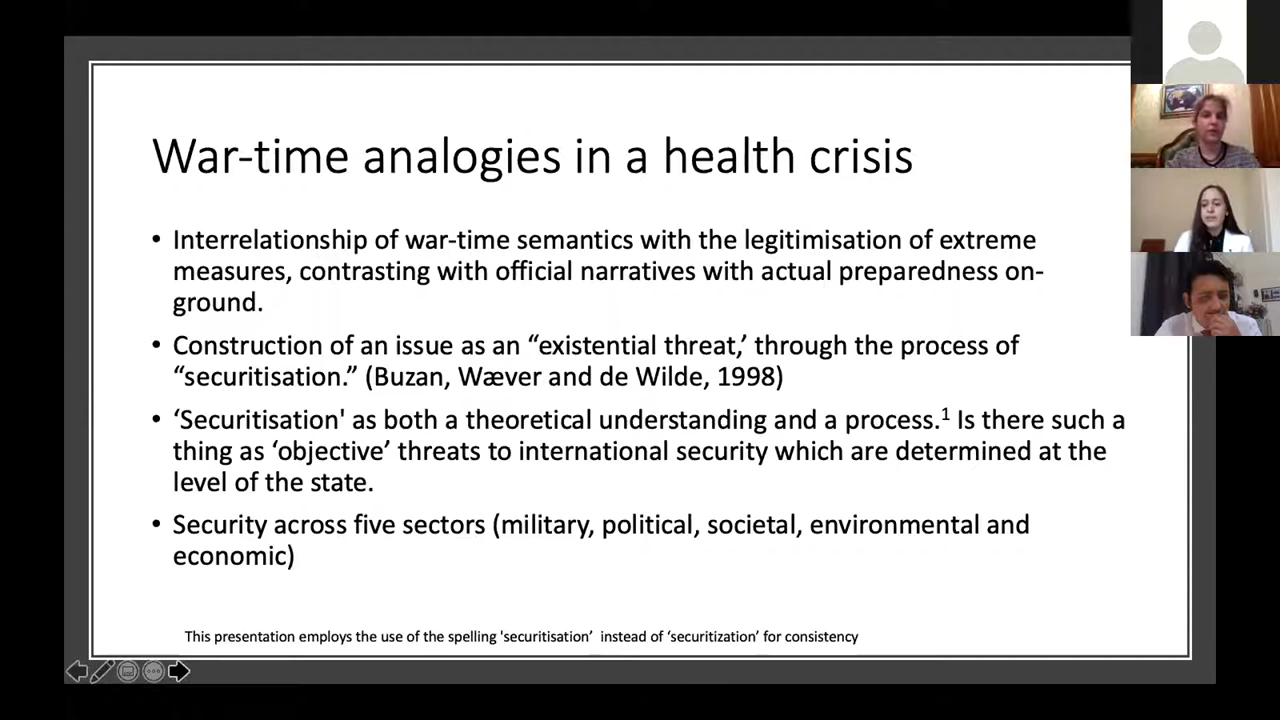 War-time analogies in a health crisis
• Interrelationship of war-time semantics with the legitimisation of extreme
measures, contrasting with official narratives with actual preparedness on-
ground.
• Construction of an issue as an “existential threat,’ through the process of
“securitisation.” (Buzan, Wæver and de Wilde, 1998)
• ‘Securitisation' as both a theoretical understanding and a process.1 Is there such a
thing as ‘objective’ threats to international security which are determined at the
level of the state.
• Security across five sectors (military, political, societal, environmental and
economic)
This presentation employs the use of the spelling 'securitisation’ instead of ‘securitization’ for consistency